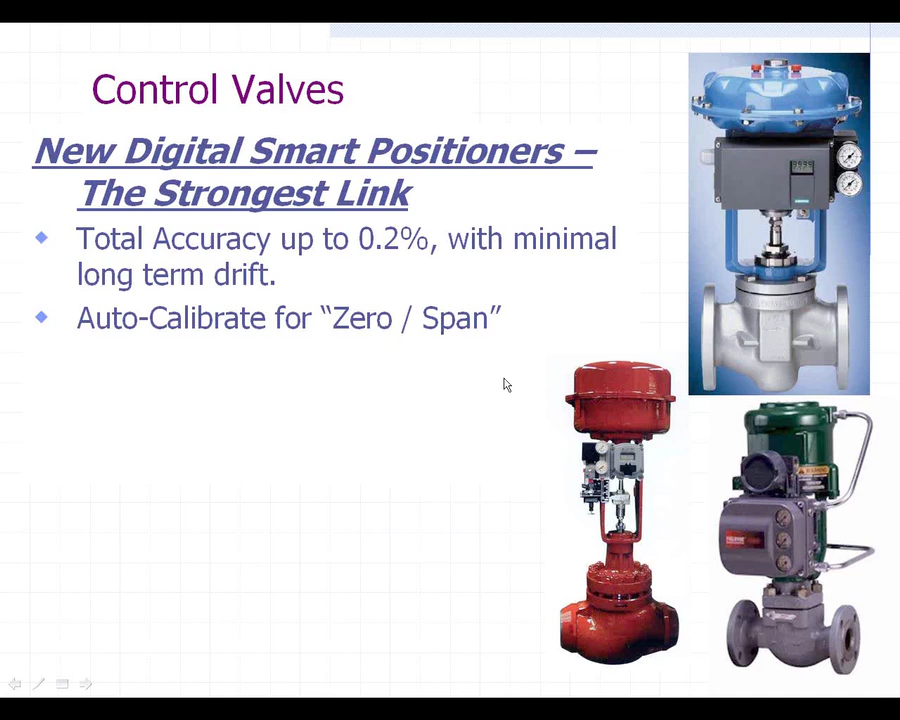 Control Valves
New Digital Smart Positioners –
The Strongest Link
Total Accuracy up to 0.2%, with minimal
long term drift.
Auto-Calibrate for “Zero / Span”